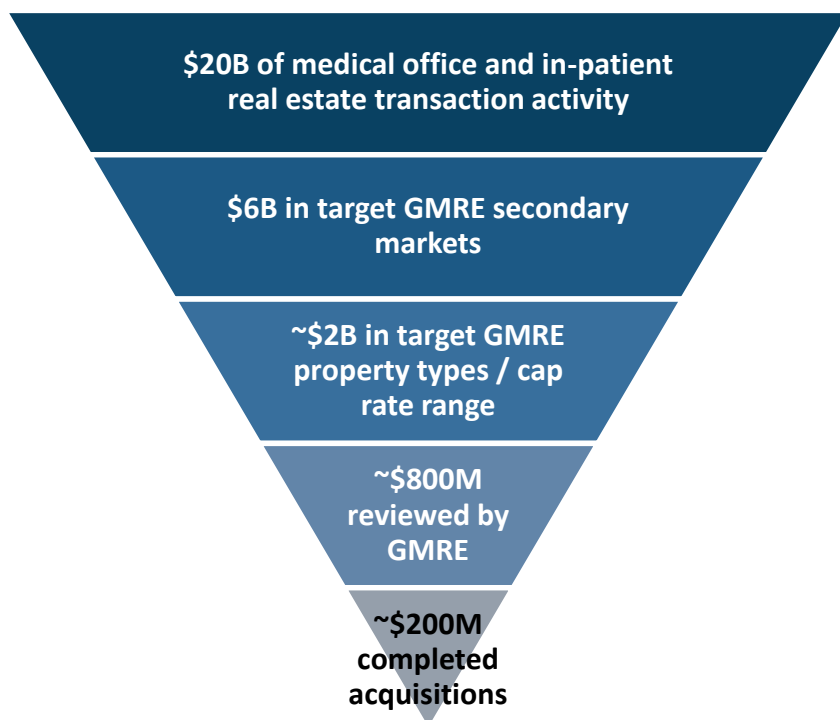 $20B of medical office and in-patient
real estate transaction activity
$6B in target GMRE secondary
markets
~$2B in target GMRE
property types / cap
rate range
~$800M
reviewed by
GMRE
~$200M
completed
acquisitions